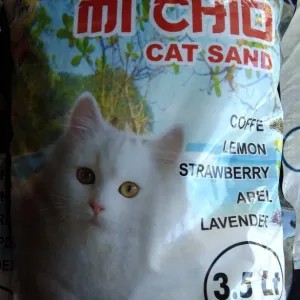 MI CHIO
CAT SAND
COFFE
LEMON
STRAWBERRY
APEL
LAVENDER
3.5 Lt